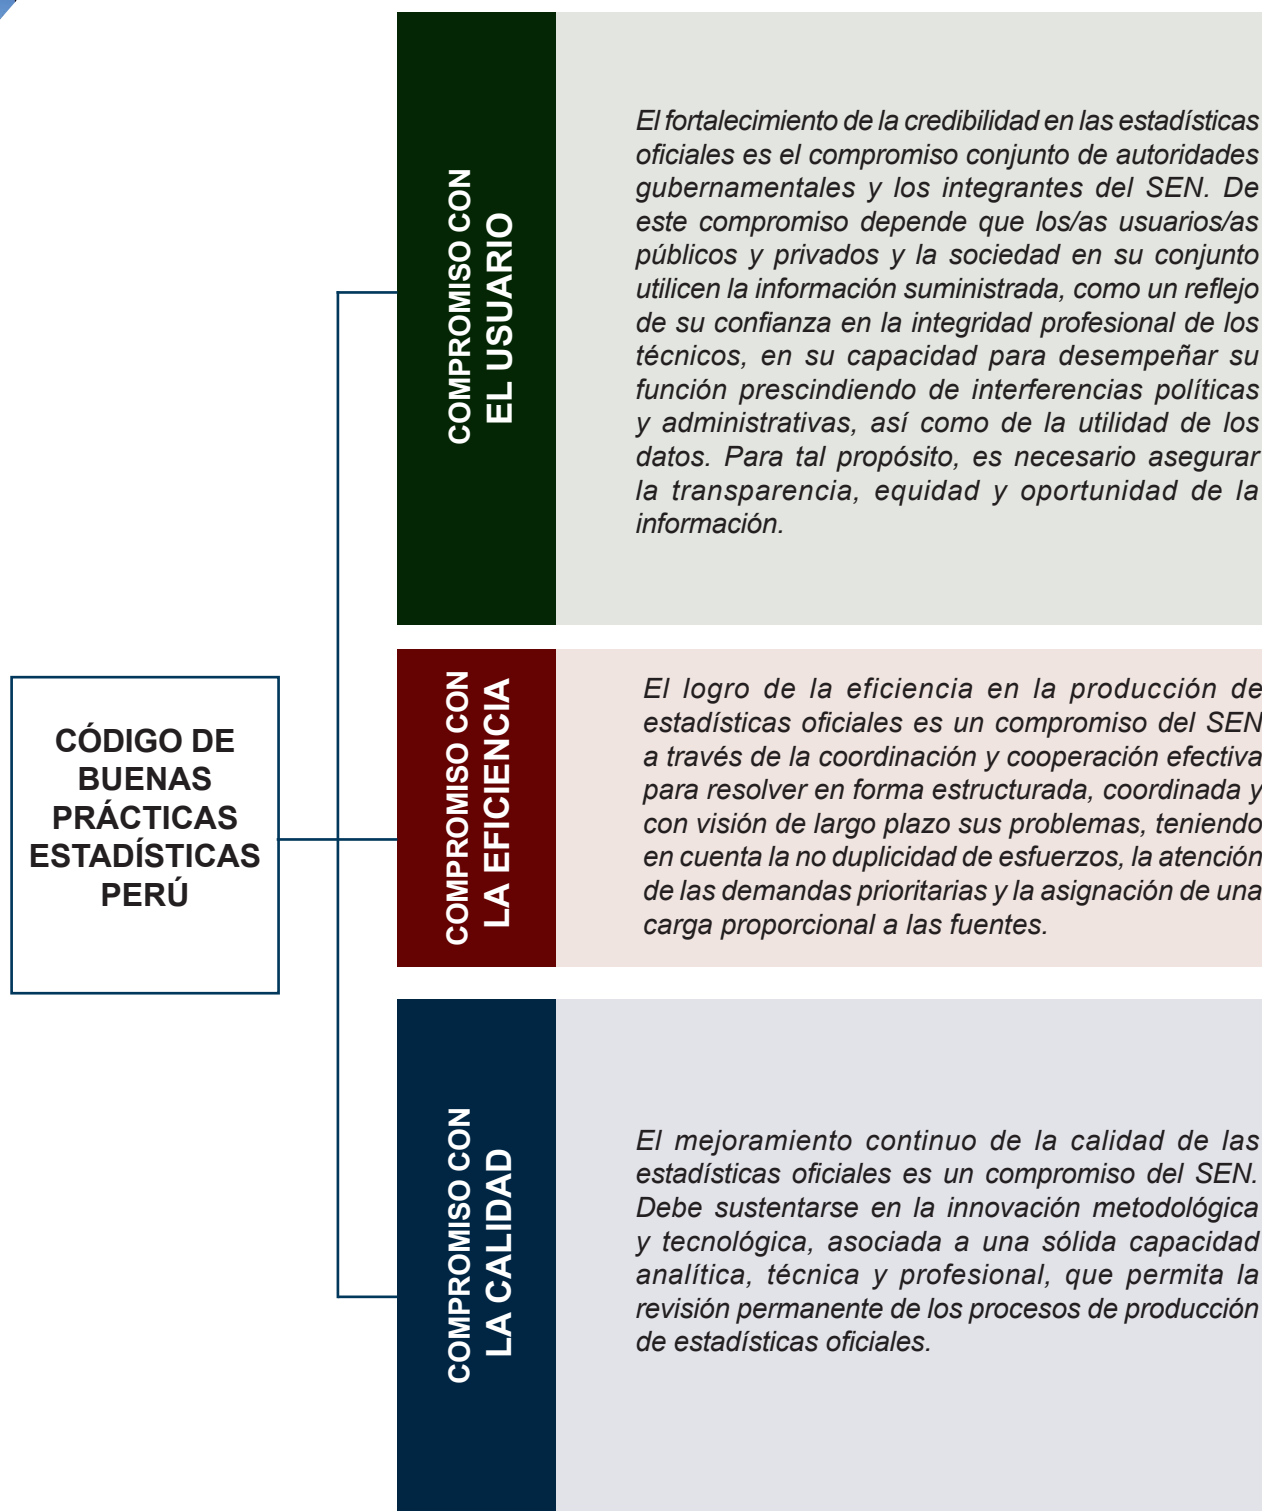 CÓDIGO DE
BUENAS
PRÁCTICAS
ESTADÍSTICAS
PERÚ
COMPROMISO CON
EL USUARIO
El fortalecimiento de la credibilidad en las estadísticas
oficiales es el compromiso conjunto de autoridades
gubernamentales y los integrantes del SEN. De
este compromiso depende que los/as usuarios/as
públicos y privados y la sociedad en su conjunto
utilicen la información suministrada, como un reflejo
de su confianza en la integridad profesional de los
técnicos, en su capacidad para desempeñar su
función prescindiendo de interferencias políticas
y administrativas, así como de la utilidad de los
datos. Para tal propósito, es necesario asegurar
la transparencia, equidad y oportunidad de la
información.
COMPROMISO CON
LA EFICIENCIA
El logro de la eficiencia en la producción de
estadísticas oficiales es un compromiso del SEN
a través de la coordinación y cooperación efectiva
para resolver en forma estructurada, coordinada y
con visión de largo plazo sus problemas, teniendo
en cuenta la no duplicidad de esfuerzos, la atención
de las demandas prioritarias y la asignación de una
carga proporcional a las fuentes.
COMPROMISO CON
LA CALIDAD
El mejoramiento continuo de la calidad de las
estadísticas oficiales es un compromiso del SEN.
Debe sustentarse en la innovación metodológica
y tecnológica, asociada a una sólida capacidad
analítica, técnica y profesional, que permita la
revisión permanente de los procesos de producción
de estadísticas oficiales.